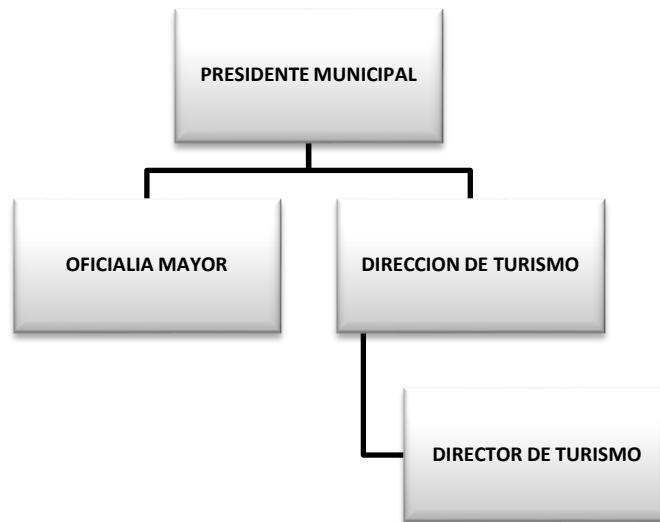 PRESIDENTE MUNICIPAL
OFICIALIA MAYOR
DIRECCION DE TURISMO
DIRECTOR DE TURISMO